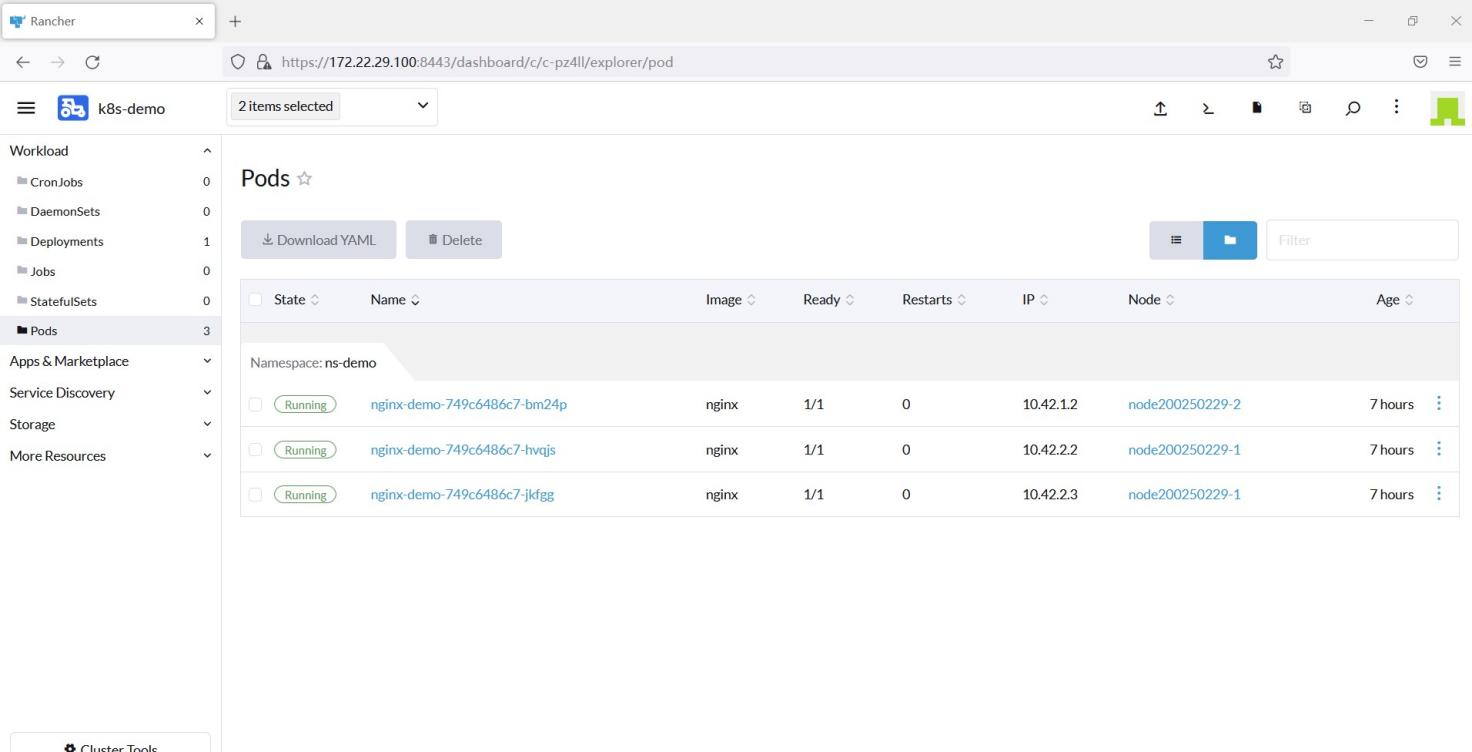 Rancher
https://172.22.29.100:8443/dashboard/c/c-pz4ll/explorer/pod
k8s-demo
2 items selected
Workload
CronJobs 0
DaemonSets 0
Deployments 1
Jobs 0
StatefulSets 0
Pods 3
Apps & Marketplace
Service Discovery
Storage
More Resources
Cluster Tools
Pods
Download YAML Delete Filter
State Name Image Ready Restarts IP Node Age
Namespace: ns-demo
Running nginx-demo-749c6486c7-bm24p nginx 1/1 0 10.42.1.2 node200250229-2 7 hours
Running nginx-demo-749c6486c7-hvqjs nginx 1/1 0 10.42.2.2 node200250229-1 7 hours
Running nginx-demo-749c6486c7-jkfgg nginx 1/1 0 10.42.2.3 node200250229-1 7 hours